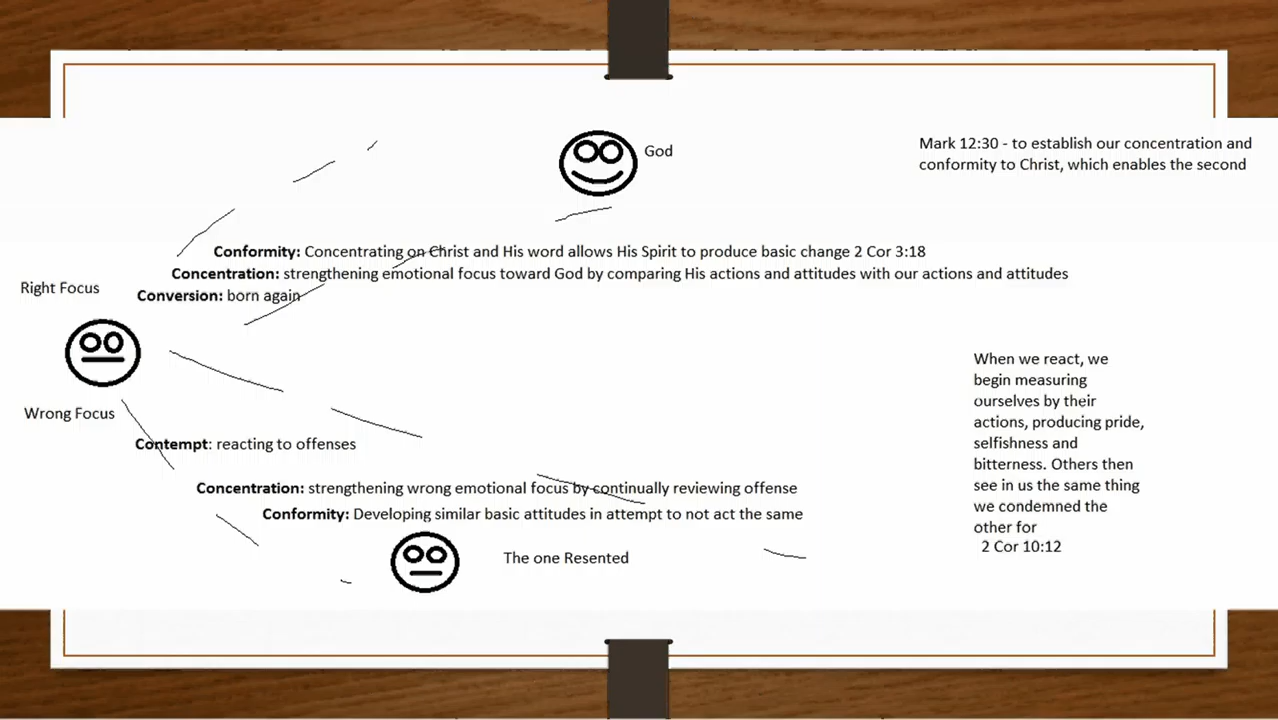 God
Mark 12:30 - to establish our concentration and
conformity to Christ, which enables the second
Conformity: Concentrating on Christ and His word allows His Spirit to produce basic change 2 Cor 3:18
Concentration: strengthening emotional focus toward God by comparing His actions and attitudes with our actions and attitudes
Right Focus
Conversion: born again
When we react, we
begin measuring
ourselves by their
actions, producing pride,
selfishness and
bitterness. Others then
see in us the same thing
we condemned the
other for
2 Cor 10:12
Wrong Focus
Contempt: reacting to offenses
Concentration: strengthening wrong emotional focus by continually reviewing offense
Conformity: Developing similar basic attitudes in attempt to not act the same
The one Resented